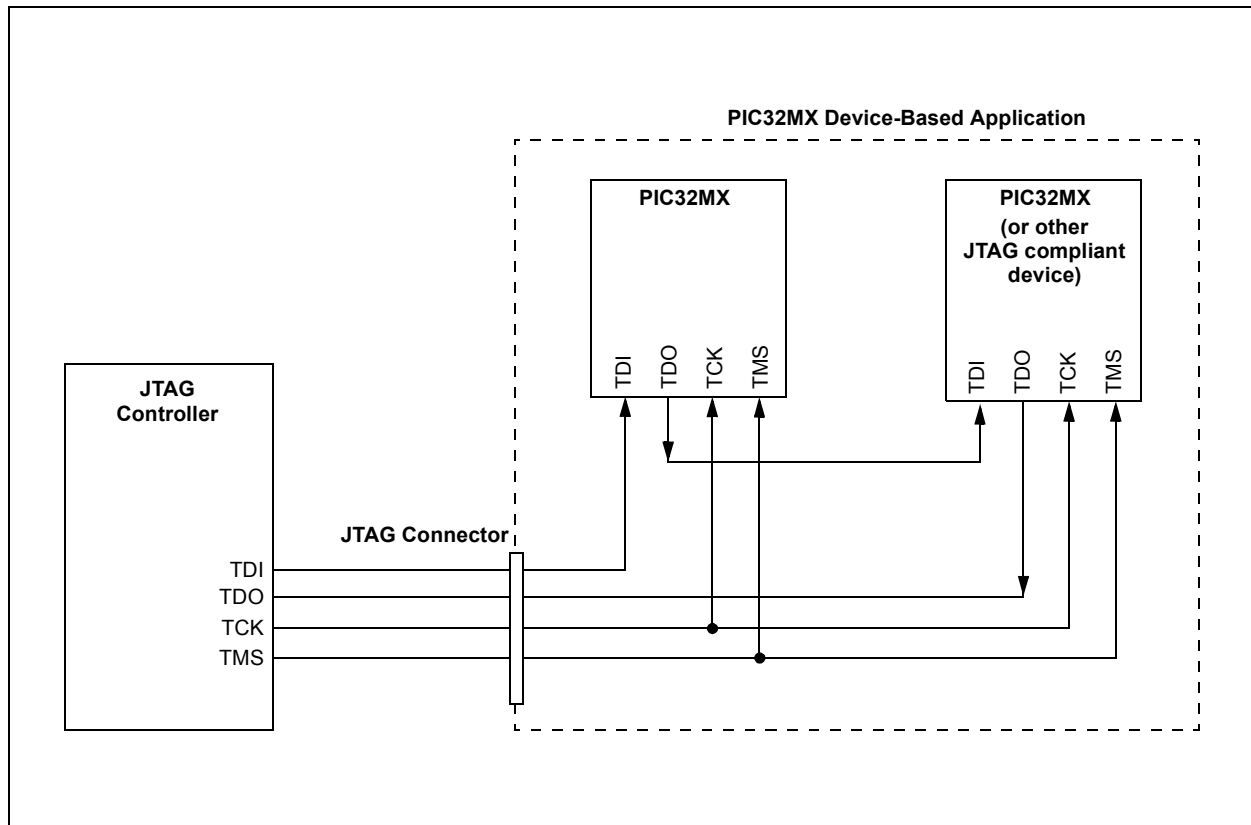 PIC32MX Device-Based Application
PIC32MX
TDI
TDO
TCK
TMS
PIC32MX
(or other
JTAG compliant
device)
TDI
TDO
TCK
TMS
JTAG
Controller
TDI
TDO
TCK
TMS
JTAG Connector